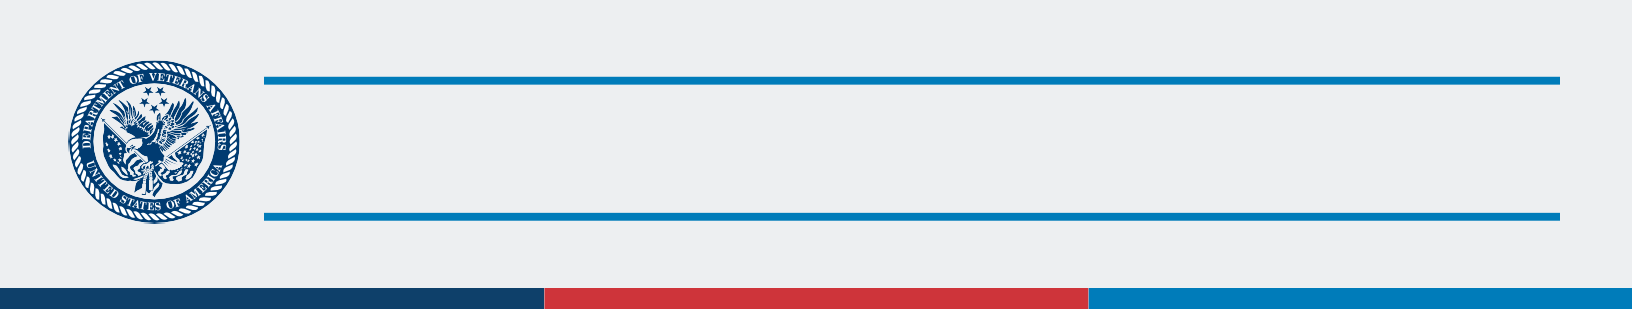 DEPARTMENT OF VETERANS AFFAIRS
UNITED STATES OF AMERICA